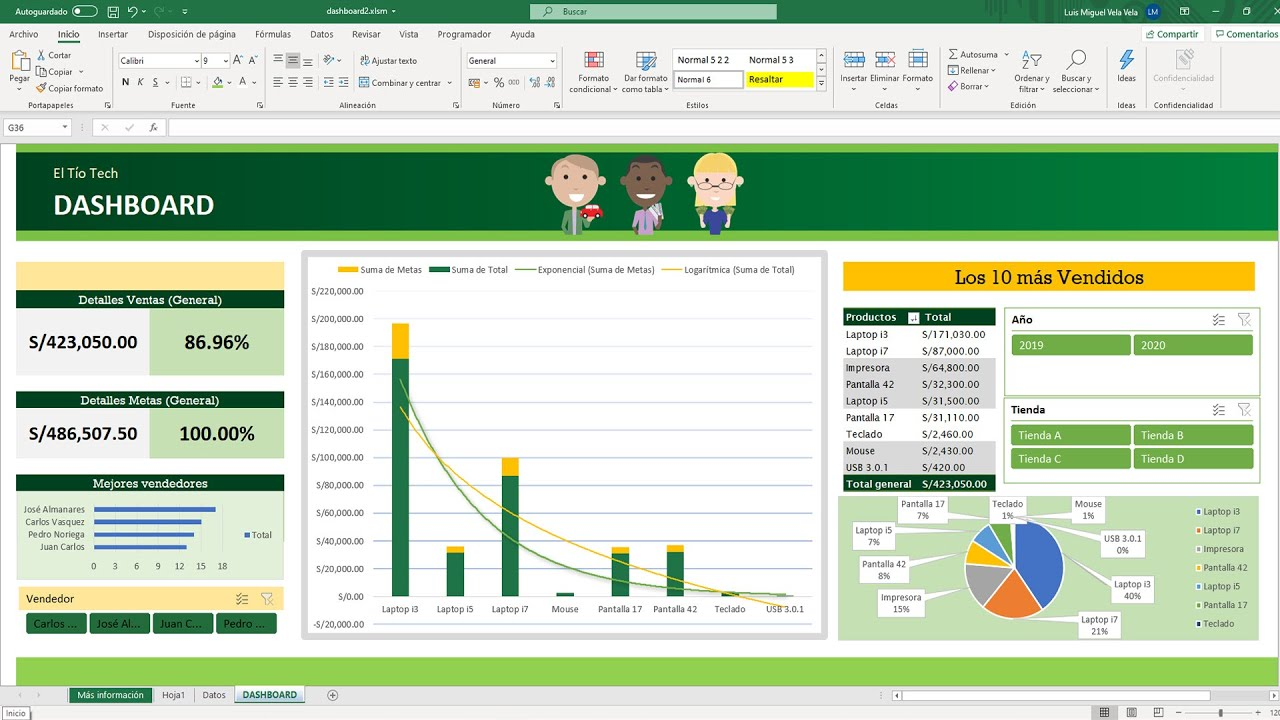 Autoguardado
dashboard2.xlsm
Buscar
Luis Miguel Vela Vela
LM
Archivo Inicio Insertar Disposición de página Fórmulas Datos Revisar Vista Programador Ayuda
Compartir Comentarios
Pegar
Cortar
Copiar
Copiar formato
Portapapeles
Calibri 9
N K S
Fuente
Ajustar texto
Combinar y centrar
Alineación
General
% 000
Número
Formato condicional
Dar formato como tabla
Normal 5 2 2 Normal 5 3
Normal 6 Resaltar
Estilos
Insertar Eliminar Formato
Celdas
Autosuma
Rellenar
Borrar
Ordenar y filtrar
Buscar y seleccionar
Edición
Ideas
Ideas
Confidencialidad
Confidencialidad
G36
fx
El Tío Tech
DASHBOARD
Detalles Ventas (General)
S/423,050.00 86.96%
Detalles Metas (General)
S/486,507.50 100.00%
Mejores vendedores
José Almanares
Carlos Vasquez
Pedro Noriega
Juan Carlos
0 3 6 9 12 15 18
Total
Vendedor
Carlos ... José Al... Juan C... Pedro ...
Suma de Metas Suma de Total Exponencial (Suma de Metas) Logarítmica (Suma de Total)
S/220,000.00
S/200,000.00
S/180,000.00
S/160,000.00
S/140,000.00
S/120,000.00
S/100,000.00
S/80,000.00
S/60,000.00
S/40,000.00
S/20,000.00
S/0.00
-S/20,000.00
Laptop i3 Laptop i5 Laptop i7 Mouse Pantalla 17 Pantalla 42 Teclado USB 3.0.1
Los 10 más Vendidos
Productos Total
Laptop i3 S/171,030.00
Laptop i7 S/87,000.00
Impresora S/64,800.00
Pantalla 42 S/32,300.00
Laptop i5 S/31,500.00
Pantalla 17 S/31,110.00
Teclado S/2,460.00
Mouse S/2,430.00
USB 3.0.1 S/420.00
Total general S/423,050.00
Año
2019 2020
Tienda
Tienda A Tienda B
Tienda C Tienda D
Pantalla 17
7%
Teclado
1%
Mouse
1%
Laptop i5
7%
USB 3.0.1
0%
Pantalla 42
8%
Laptop i3
40%
Impresora
15%
Laptop i7
21%
Laptop i3
Laptop i7
Impresora
Pantalla 42
Laptop i5
Pantalla 17
Teclado
Más información Hoja1 Datos DASHBOARD
Inicio
120